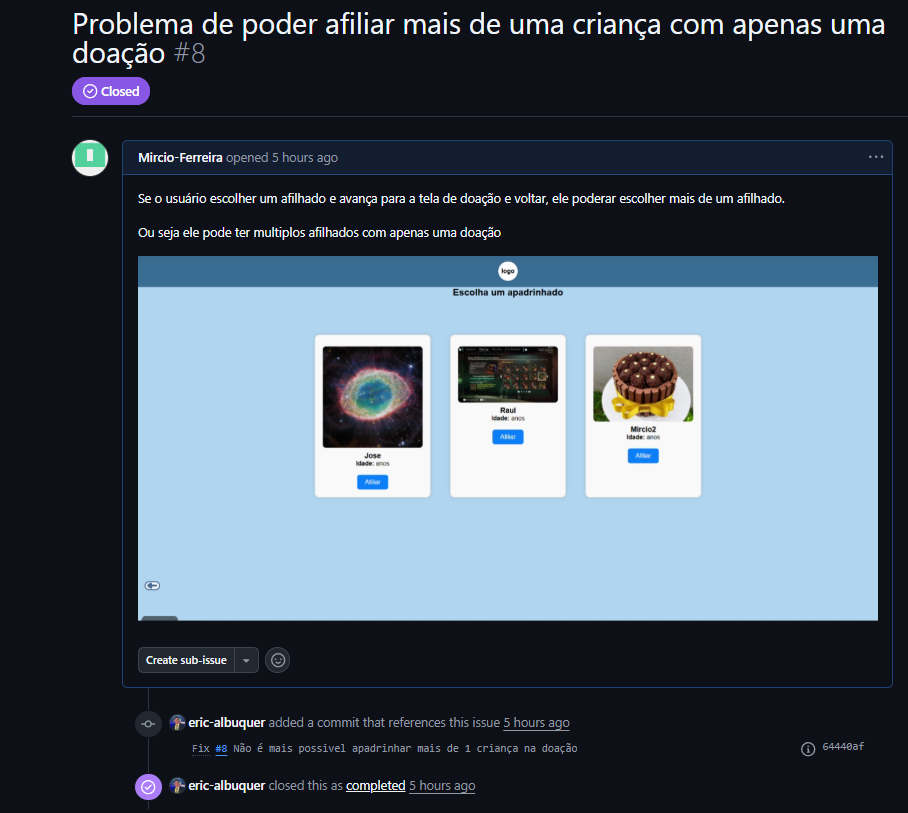 Problema de poder afiliar mais de uma criança com apenas uma
doação #8
Closed
Mircio-Ferreira opened 5 hours ago
Se o usuário escolher um afilhado e avança para a tela de doação e voltar, ele poderar escolher mais de um afilhado.
Ou seja ele pode ter multiplos afilhados com apenas uma doação
logo
Escolha um apadrinhado
Jose
Idade: anos
Afiliar
Raul
Idade: anos
Afiliar
Mircio2
Idade: anos
Afiliar
Create sub-issue
eric-albuquer added a commit that references this issue 5 hours ago
Fix #8 Não é mais possivel apadrinhar mais de 1 criança na doação 64440af
eric-albuquer closed this as completed 5 hours ago